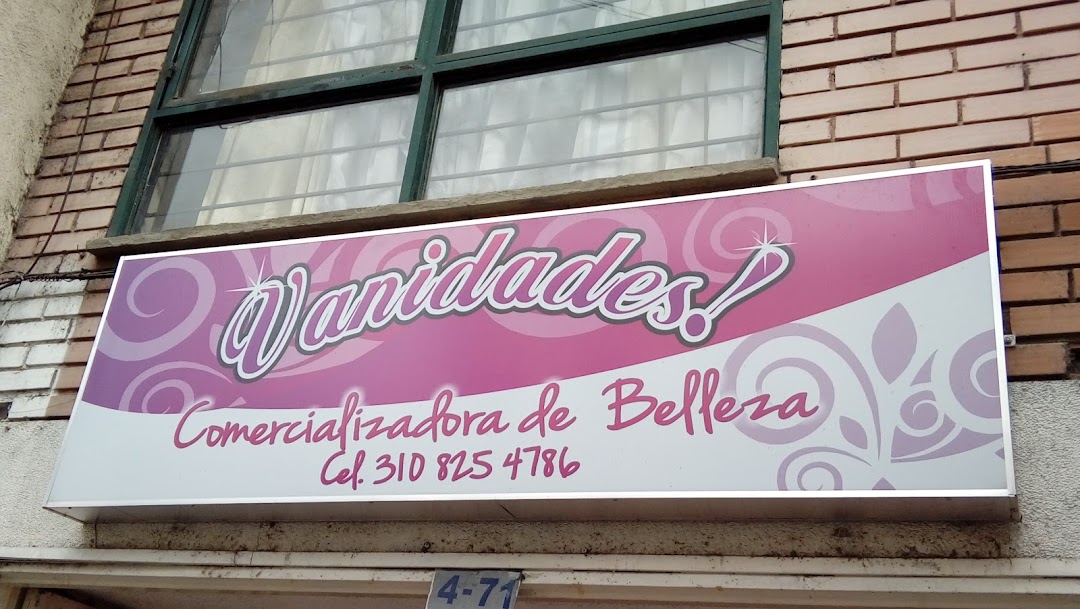 Vanidades!
Comercializadora de Belleza
Cel. 310 825 4786
4-71